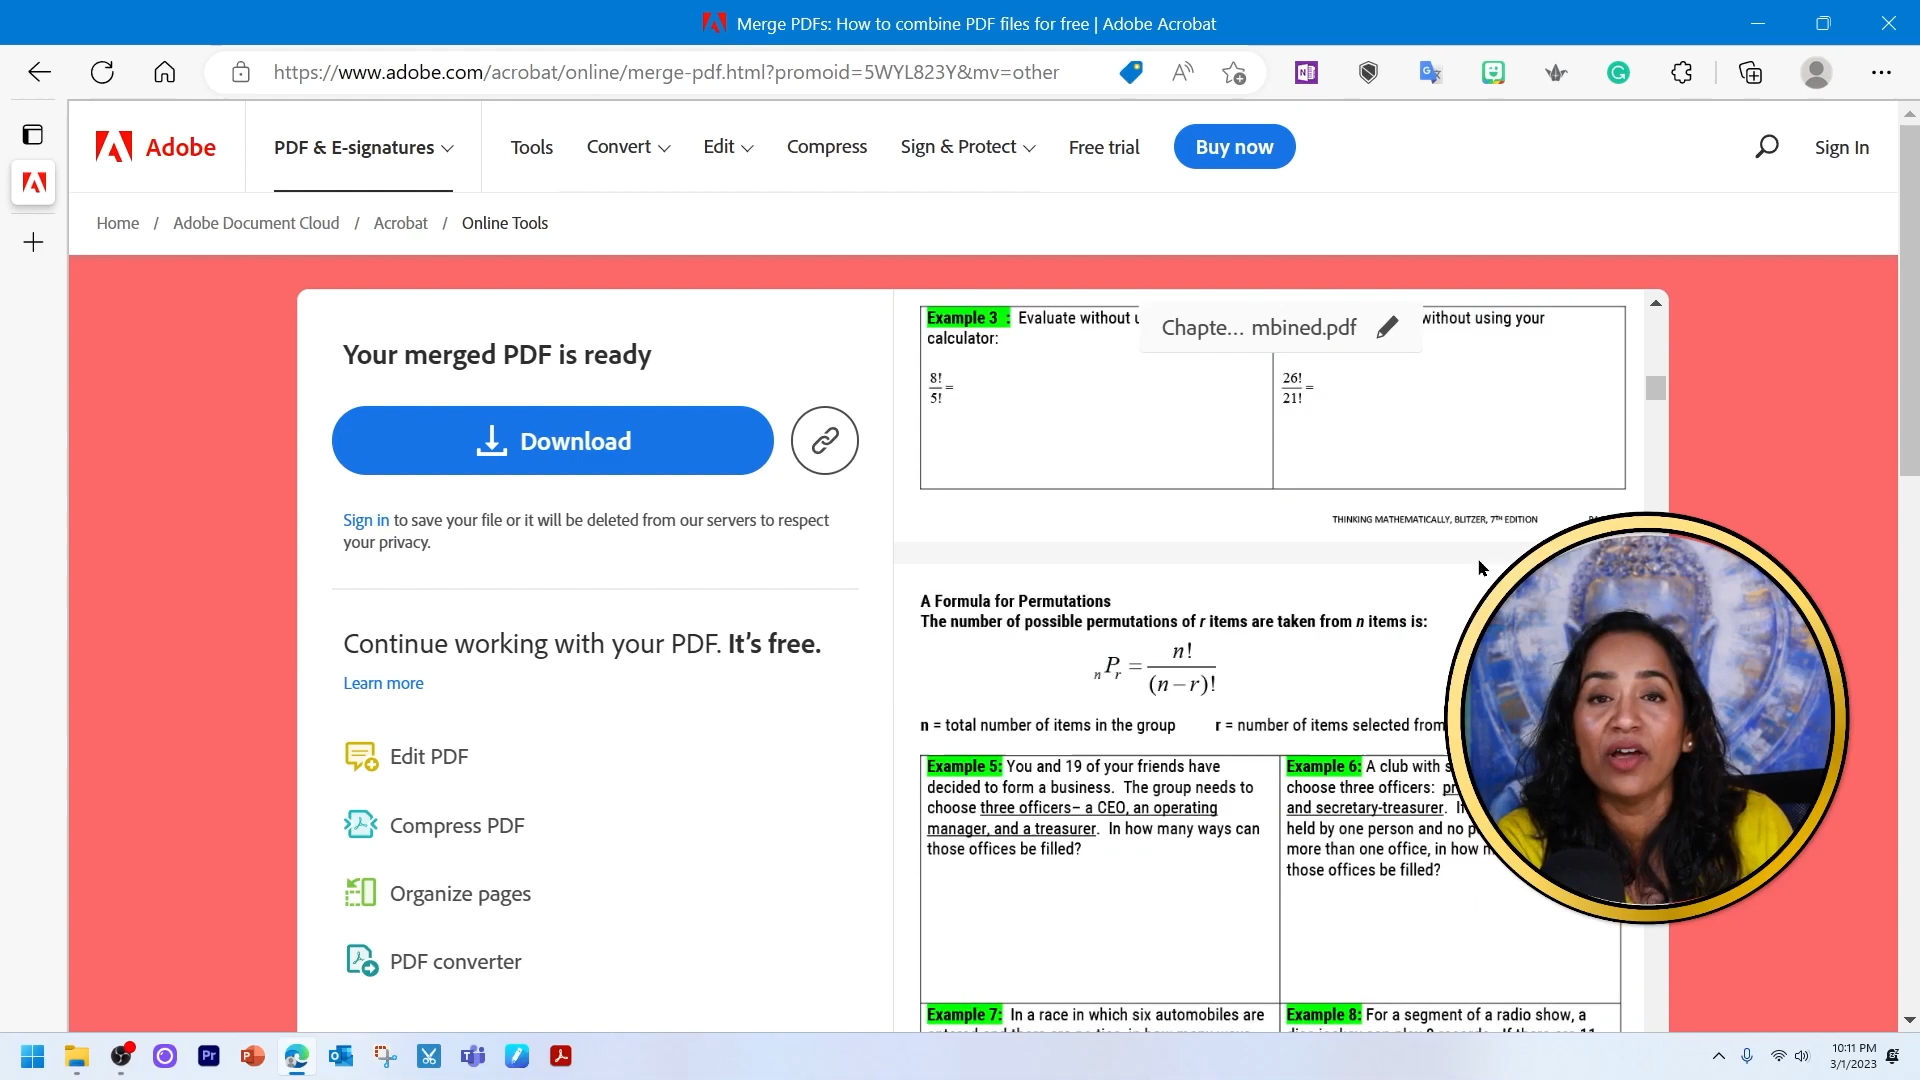 Merge PDFs: How to combine PDF files for free | Adobe Acrobat
https://www.adobe.com/acrobat/online/merge-pdf.html?promoid=5WYL823Y&mv=other
Adobe
PDF & E-signatures
Tools
Convert
Edit
Compress
Sign & Protect
Free trial
Buy now
Sign In
Home / Adobe Document Cloud / Acrobat / Online Tools
Your merged PDF is ready
Download
Sign in to save your file or it will be deleted from our servers to respect
your privacy.
Continue working with your PDF. It's free.
Learn more
Edit PDF
Compress PDF
Organize pages
PDF converter
Chapte... mbined.pdf
Example 3 : Evaluate without
calculator:
8!/5! =
without using your
26!/21! =
THINKING MATHEMATICALLY, BLITZER, 7TH EDITION
A Formula for Permutations
The number of possible permutations of r items are taken from n items is:
nPr = n!/(n−r)!
n = total number of items in the group r = number of items selected from
Example 5: You and 19 of your friends have
decided to form a business. The group needs to
choose three officers– a CEO, an operating
manager, and a treasurer. In how many ways can
those offices be filled?
Example 6: A club with
choose three officers:
and secretary-treasurer.
held by one person and no
more than one office, in how
those offices be filled?
Example 7: In a race in which six automobiles are
Example 8: For a segment of a radio show, a
10:11 PM
3/1/2023